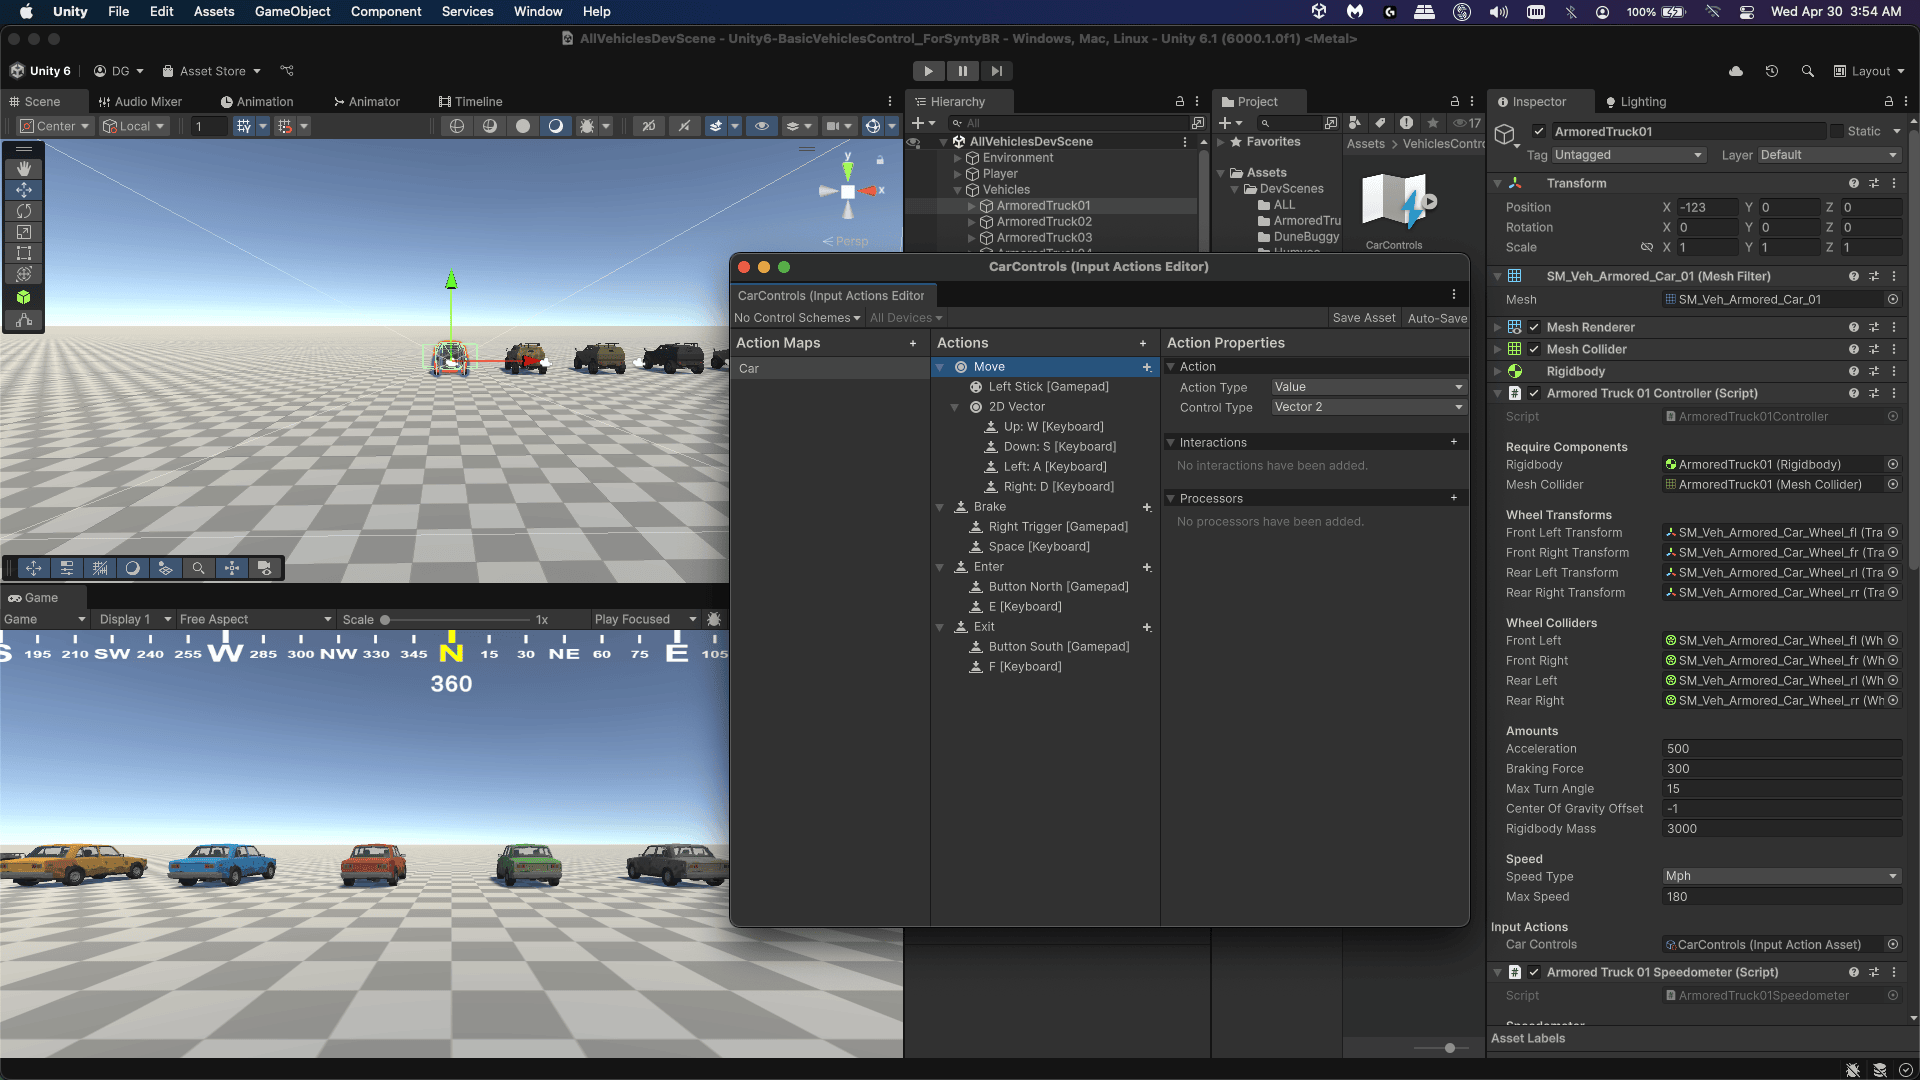 Unity File Edit Assets GameObject Component Services Window Help 100% Wed Apr 30 3:54 AM
AllVehiclesDevScene - Unity6-BasicVehiclesControl_ForSyntyBR - Windows, Mac, Linux - Unity 6.1 (6000.1.0f1) <Metal>
Unity 6 DG Asset Store Layout
Scene Audio Mixer Animation Animator Timeline
Center Local 1 2D
y
x
Persp
Game
Game Display 1 Free Aspect Scale 1x Play Focused
S 195 210 SW 240 255 W 285 300 NW 330 345 N 15 30 NE 60 75 E 105
360
Hierarchy
All
AllVehiclesDevScene
Environment
Player
Vehicles
ArmoredTruck01
ArmoredTruck02
ArmoredTruck03
Project
17
Favorites
Assets
DevScenes
ALL
ArmoredTru
DuneBuggy
Assets > VehiclesContro
CarControls
CarControls (Input Actions Editor)
CarControls (Input Actions Editor
No Control Schemes All Devices Save Asset Auto-Save
Action Maps +
Car
Actions +
Move
Left Stick [Gamepad]
2D Vector
Up: W [Keyboard]
Down: S [Keyboard]
Left: A [Keyboard]
Right: D [Keyboard]
Brake
Right Trigger [Gamepad]
Space [Keyboard]
Enter
Button North [Gamepad]
E [Keyboard]
Exit
Button South [Gamepad]
F [Keyboard]
Action Properties
Action
Action Type Value
Control Type Vector 2
Interactions +
No interactions have been added.
Processors +
No processors have been added.
Inspector Lighting
ArmoredTruck01 Static
Tag Untagged Layer Default
Transform
Position X -123 Y 0 Z 0
Rotation X 0 Y 0 Z 0
Scale X 1 Y 1 Z 1
SM_Veh_Armored_Car_01 (Mesh Filter)
Mesh SM_Veh_Armored_Car_01
Mesh Renderer
Mesh Collider
Rigidbody
Armored Truck 01 Controller (Script)
Script ArmoredTruck01Controller
Require Components
Rigidbody ArmoredTruck01 (Rigidbody)
Mesh Collider ArmoredTruck01 (Mesh Collider)
Wheel Transforms
Front Left Transform SM_Veh_Armored_Car_Wheel_fl (Tra
Front Right Transform SM_Veh_Armored_Car_Wheel_fr (Tra
Rear Left Transform SM_Veh_Armored_Car_Wheel_rl (Tra
Rear Right Transform SM_Veh_Armored_Car_Wheel_rr (Tra
Wheel Colliders
Front Left SM_Veh_Armored_Car_Wheel_fl (Wh
Front Right SM_Veh_Armored_Car_Wheel_fr (Wh
Rear Left SM_Veh_Armored_Car_Wheel_rl (Wh
Rear Right SM_Veh_Armored_Car_Wheel_rr (Wh
Amounts
Acceleration 500
Braking Force 300
Max Turn Angle 15
Center Of Gravity Offset -1
Rigidbody Mass 3000
Speed
Speed Type Mph
Max Speed 180
Input Actions
Car Controls CarControls (Input Action Asset)
Armored Truck 01 Speedometer (Script)
Script ArmoredTruck01Speedometer
Asset Labels